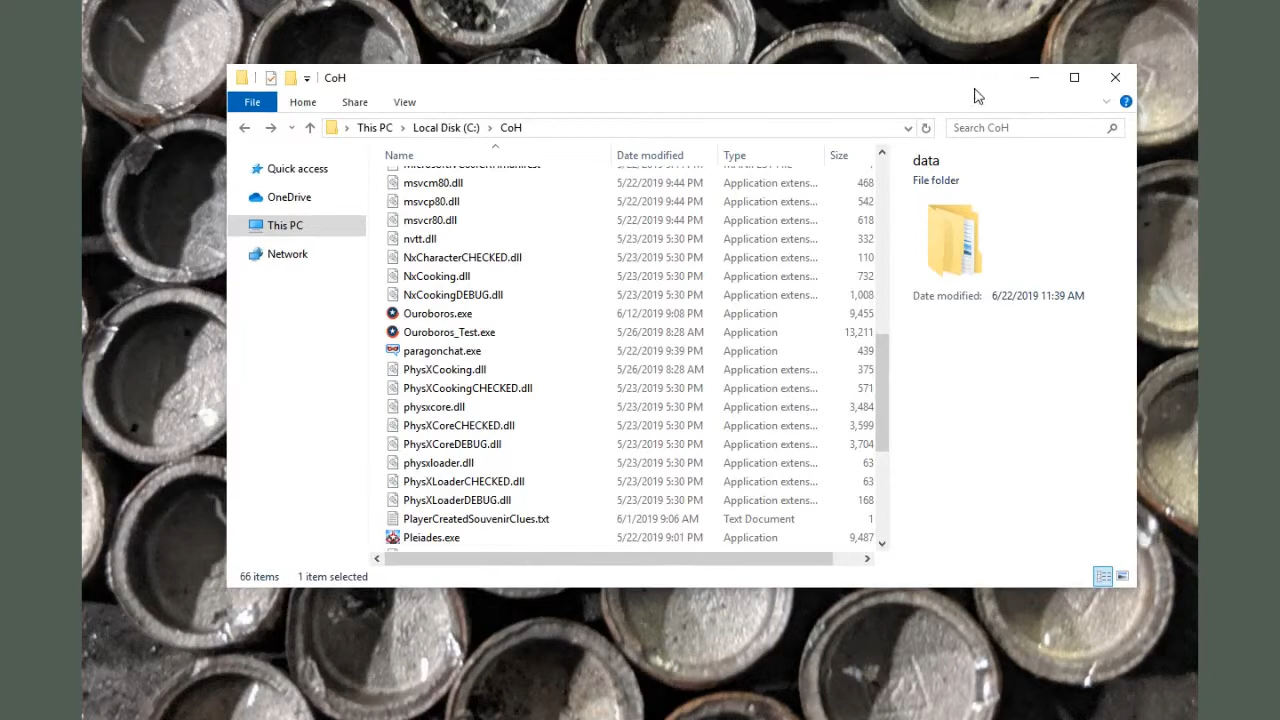 CoH
File Home Share View
This PC Local Disk (C:) CoH Search CoH
Quick access
OneDrive
This PC
Network
Name Date modified Type Size
msvcm80.dll 5/22/2019 9:44 PM Application extens... 468
msvcp80.dll 5/22/2019 9:44 PM Application extens... 542
msvcr80.dll 5/22/2019 9:44 PM Application extens... 618
nvtt.dll 5/23/2019 5:30 PM Application extens... 332
NxCharacterCHECKED.dll 5/23/2019 5:30 PM Application extens... 110
NxCooking.dll 5/23/2019 5:30 PM Application extens... 732
NxCookingDEBUG.dll 5/23/2019 5:30 PM Application extens... 1,008
Ouroboros.exe 6/12/2019 9:08 PM Application 9,455
Ouroboros_Test.exe 5/26/2019 8:28 AM Application 13,211
paragonchat.exe 5/22/2019 9:39 PM Application 439
PhysXCooking.dll 5/26/2019 8:28 AM Application extens... 375
PhysXCookingCHECKED.dll 5/23/2019 5:30 PM Application extens... 571
physxcore.dll 5/23/2019 5:30 PM Application extens... 3,484
PhysXCoreCHECKED.dll 5/23/2019 5:30 PM Application extens... 3,599
PhysXCoreDEBUG.dll 5/23/2019 5:30 PM Application extens... 3,704
physxloader.dll 5/23/2019 5:30 PM Application extens... 63
PhysXLoaderCHECKED.dll 5/23/2019 5:30 PM Application extens... 63
PhysXLoaderDEBUG.dll 5/23/2019 5:30 PM Application extens... 168
PlayerCreatedSouvenirClues.txt 6/1/2019 9:06 AM Text Document 1
Pleiades.exe 5/22/2019 9:01 PM Application 9,487
data
File folder
Date modified: 6/22/2019 11:39 AM
66 items 1 item selected